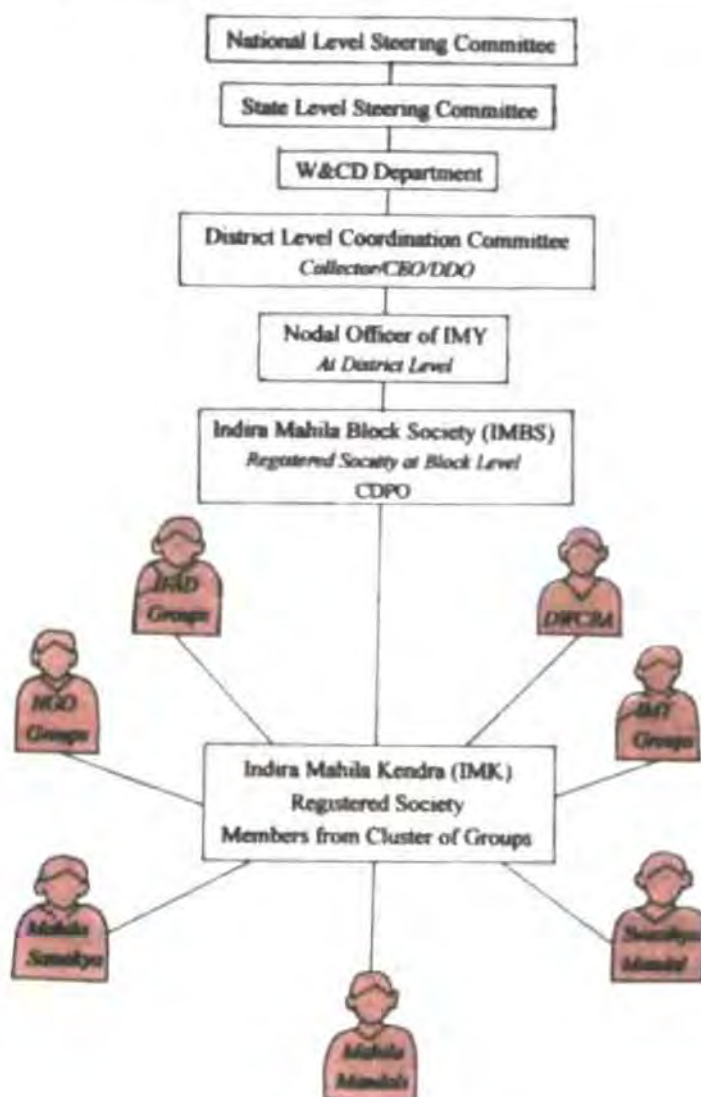 National Level Steering Committee
State Level Steering Committee
W&CD Department
District Level Coordination Committee
Collector/CEO/DDO
Nodal Officer of IMY
At District Level
Indira Mahila Block Society (IMBS)
Registered Society at Block Level
CDPO
IFAD
Groups
DWCRA
NGO
Groups
IMY
Groups
Indira Mahila Kendra (IMK)
Registered Society
Members from Cluster of Groups
Mahila
Samakya
Mandal
Mahila
Mandals